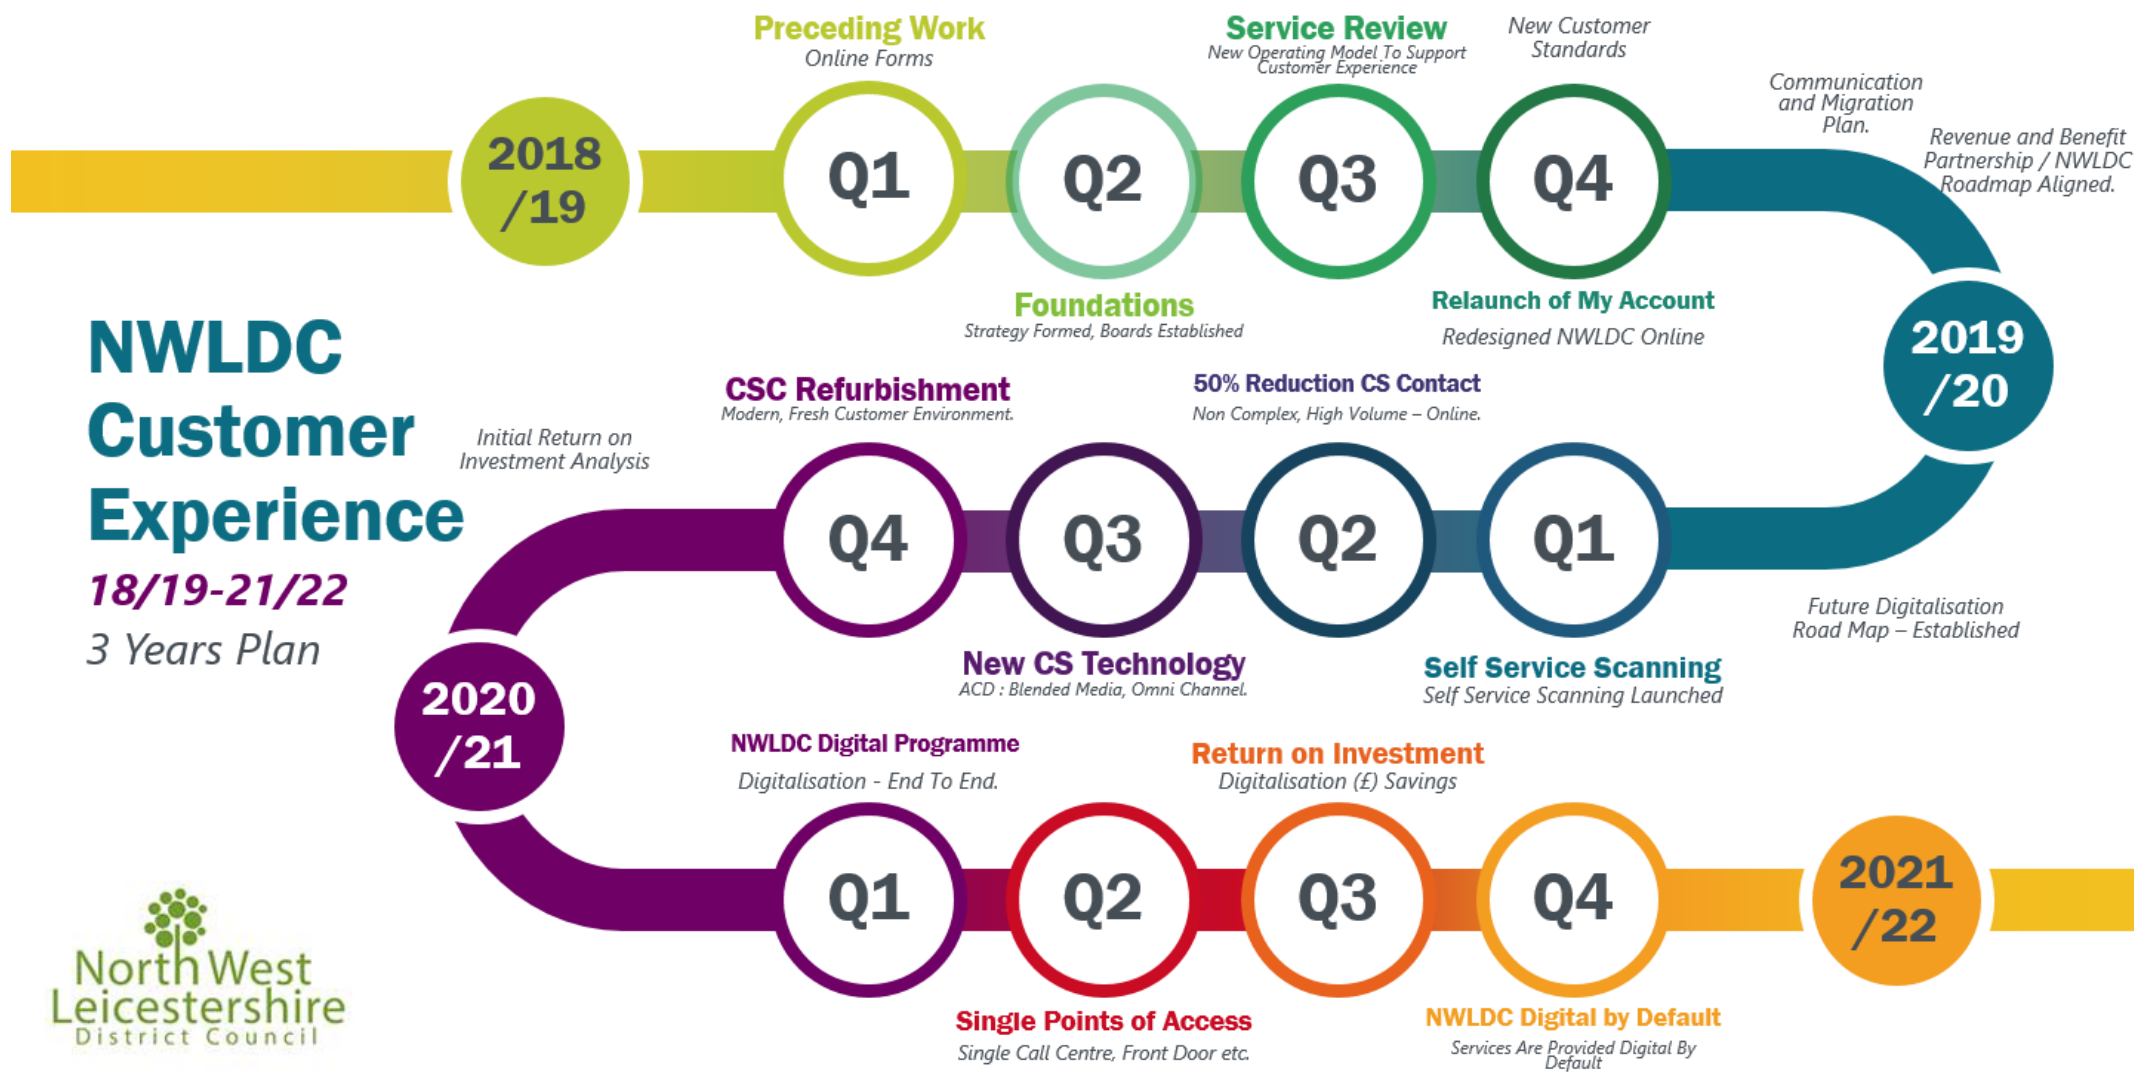 Preceding Work
Online Forms
Service Review
New Operating Model To Support
Customer Experience
New Customer
Standards
Communication
and Migration
Plan.
Revenue and Benefit
Partnership / NWLDC
Roadmap Aligned.
2018
/19
Q1
Q2
Q3
Q4
Foundations
Strategy Formed, Boards Established
Relaunch of My Account
Redesigned NWLDC Online
2019
/20
NWLDC
Customer
Experience
18/19-21/22
3 Years Plan
Initial Return on
Investment Analysis
CSC Refurbishment
Modern, Fresh Customer Environment.
50% Reduction CS Contact
Non Complex, High Volume – Online.
Q4
Q3
Q2
Q1
Future Digitalisation
Road Map – Established
New CS Technology
ACD : Blended Media, Omni Channel.
Self Service Scanning
Self Service Scanning Launched
2020
/21
NWLDC Digital Programme
Digitalisation - End To End.
Return on Investment
Digitalisation (£) Savings
Q1
Q2
Q3
Q4
2021
/22
Single Points of Access
Single Call Centre, Front Door etc.
NWLDC Digital by Default
Services Are Provided Digital By
Default
North West
Leicestershire
District Council